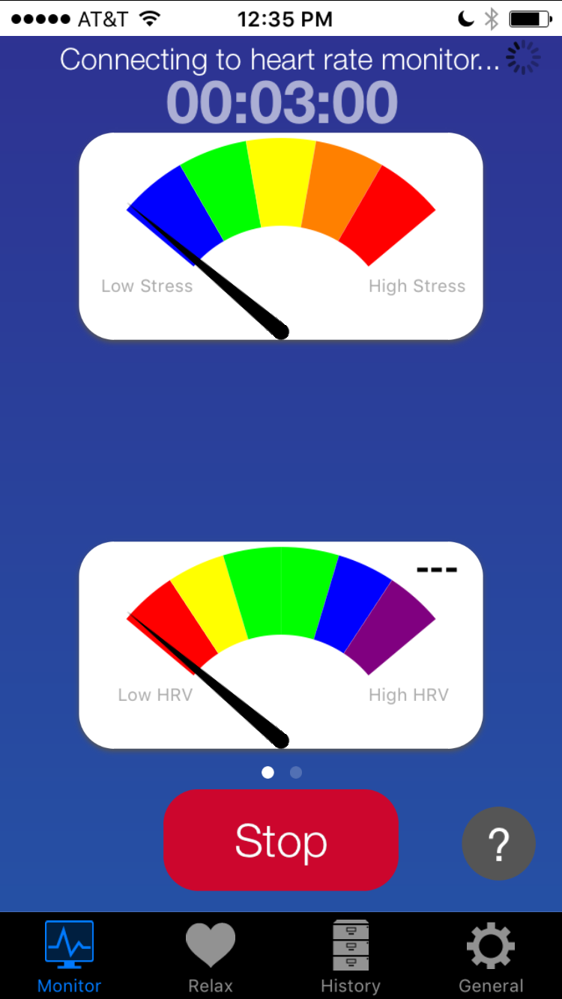 AT&T 12:35 PM
Connecting to heart rate monitor...
00:03:00
Low Stress High Stress
---
Low HRV High HRV
Stop
?
Monitor Relax History General